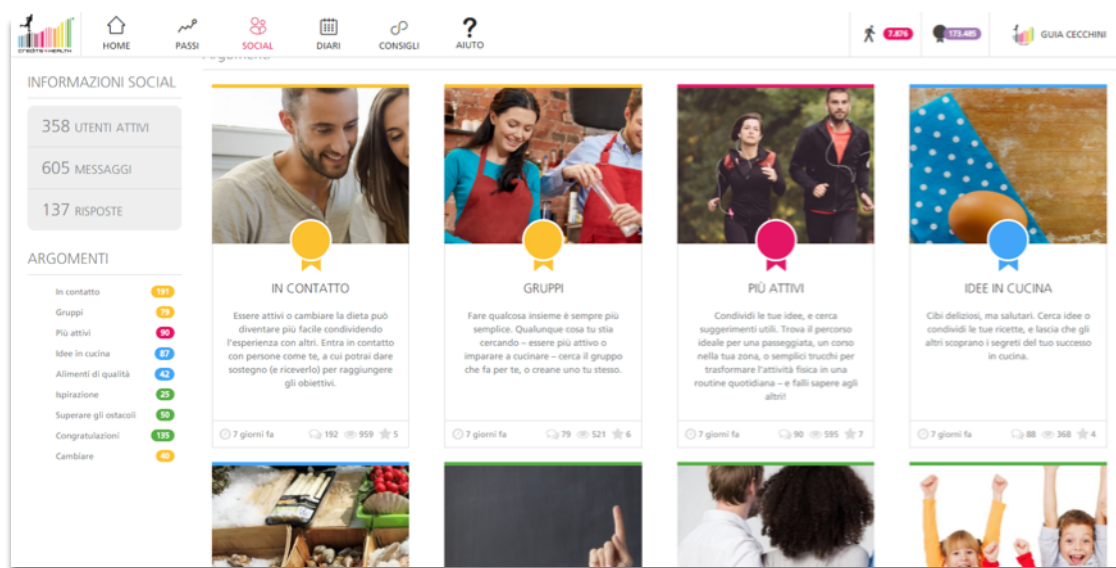 CREDITS4HEALTH
HOME
PASSI
SOCIAL
DIARI
CONSIGLI
?
AIUTO
7.876
173.485
GUIA CECCHINI
Argomenti
INFORMAZIONI SOCIAL
358 UTENTI ATTIVI
605 MESSAGGI
137 RISPOSTE
ARGOMENTI
In contatto 191
Gruppi 79
Più attivi 90
Idee in cucina 87
Alimenti di qualità 42
Ispirazione 25
Superare gli ostacoli 50
Congratulazioni 135
Cambiare 40
IN CONTATTO
Essere attivi o cambiare la dieta può
diventare più facile condividendo
l'esperienza con altri. Entra in contatto
con persone come te, a cui potrai dare
sostegno (e riceverlo) per raggiungere
gli obiettivi.
7 giorni fa 192 959 5
GRUPPI
Fare qualcosa insieme è sempre più
semplice. Qualunque cosa tu stia
cercando – essere più attivo o
imparare a cucinare – cerca il gruppo
che fa per te, o creane uno tu stesso.
7 giorni fa 79 521 6
PIÙ ATTIVI
Condividi le tue idee, e cerca
suggerimenti utili. Trova il percorso
ideale per una passeggiata, un corso
nella tua zona, o semplici trucchi per
trasformare l'attività fisica in una
routine quotidiana – e falli sapere agli
altri!
7 giorni fa 90 595 7
IDEE IN CUCINA
Cibi deliziosi, ma salutari. Cerca idee o
condividi le tue ricette, e lascia che gli
altri scoprano i segreti del tuo successo
in cucina.
7 giorni fa 88 368 4